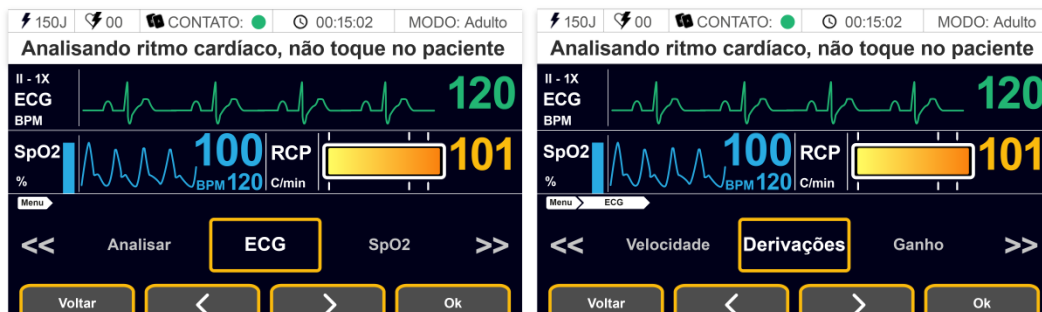 150J 00 CONTATO: 00:15:02 MODO: Adulto
Analisando ritmo cardíaco, não toque no paciente
II - 1X
ECG
BPM
120
SpO2
%
100
BPM 120
RCP
C/min
101
Menu
<< Analisar ECG SpO2 >>
Voltar < > Ok
150J 00 CONTATO: 00:15:02 MODO: Adulto
Analisando ritmo cardíaco, não toque no paciente
II - 1X
ECG
BPM
120
SpO2
%
100
BPM 120
RCP
C/min
101
Menu ECG
<< Velocidade Derivações Ganho >>
Voltar < > Ok